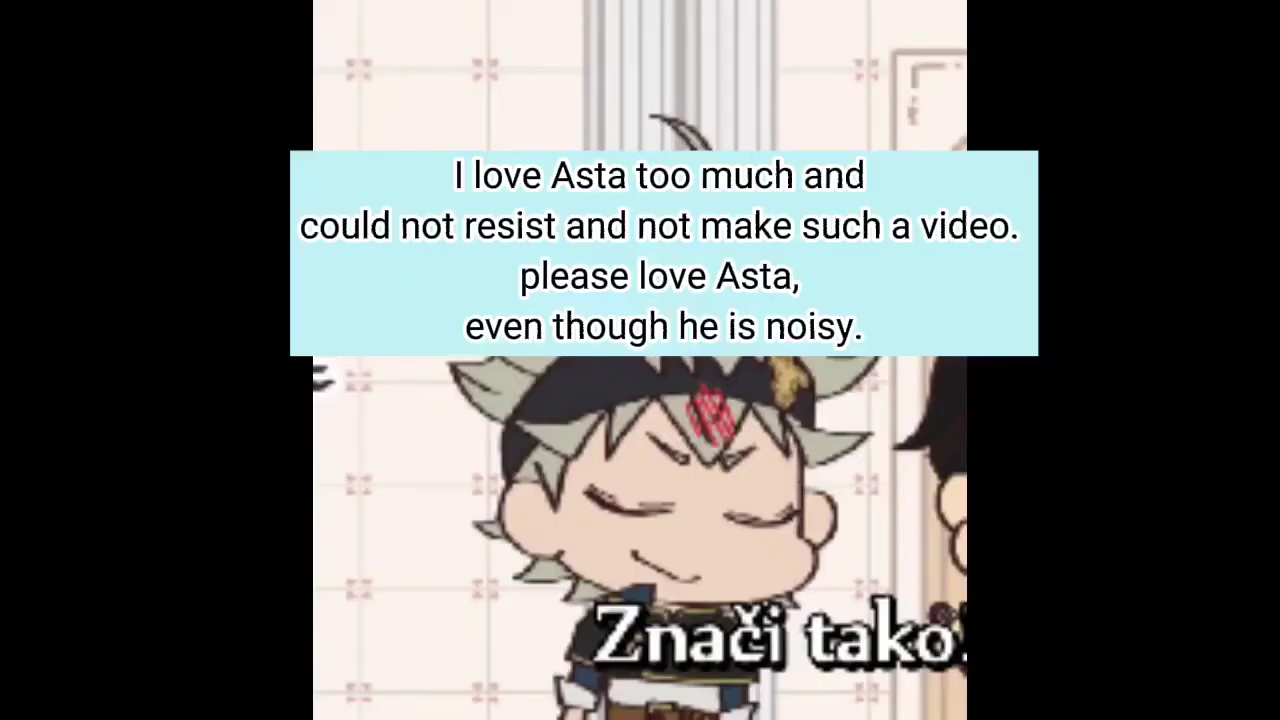 I love Asta too much and
could not resist and not make such a video.
please love Asta,
even though he is noisy.
Znači tako!